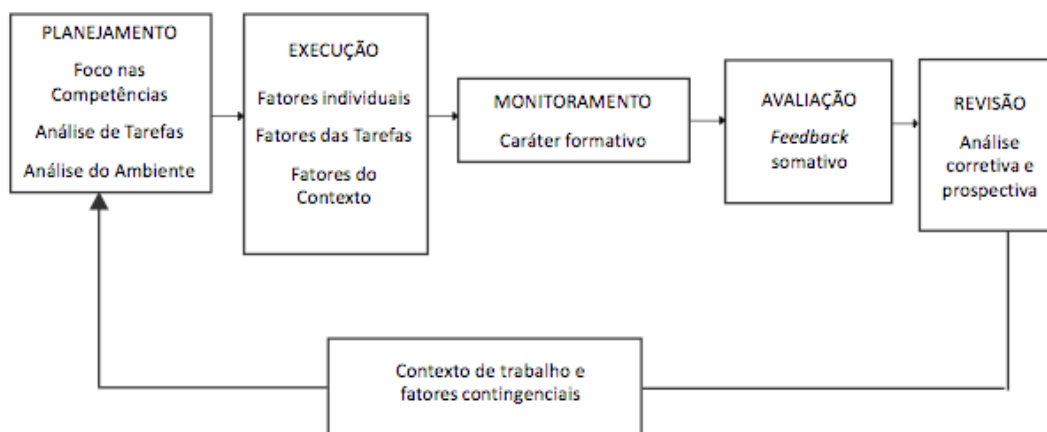 PLANEJAMENTO
Foco nas
Competências
Análise de Tarefas
Análise do Ambiente
EXECUÇÃO
Fatores individuais
Fatores das Tarefas
Fatores do
Contexto
MONITORAMENTO
Caráter formativo
AVALIAÇÃO
Feedback
somativo
REVISÃO
Análise
corretiva e
prospectiva
Contexto de trabalho e
fatores contingenciais